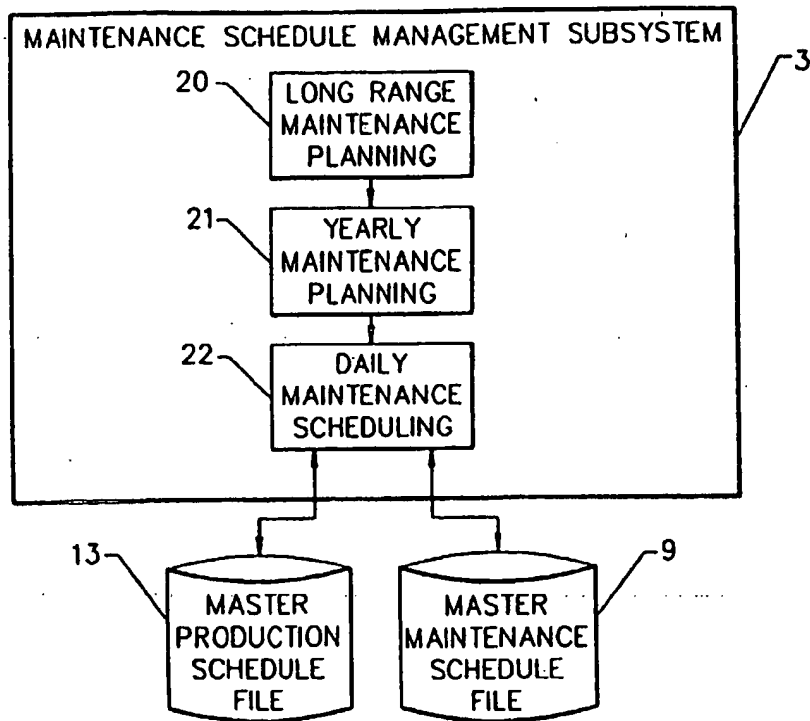 MAINTENANCE SCHEDULE MANAGEMENT SUBSYSTEM
3
20
LONG RANGE
MAINTENANCE
PLANNING
21
YEARLY
MAINTENANCE
PLANNING
22
DAILY
MAINTENANCE
SCHEDULING
13
MASTER
PRODUCTION
SCHEDULE
FILE
9
MASTER
MAINTENANCE
SCHEDULE
FILE